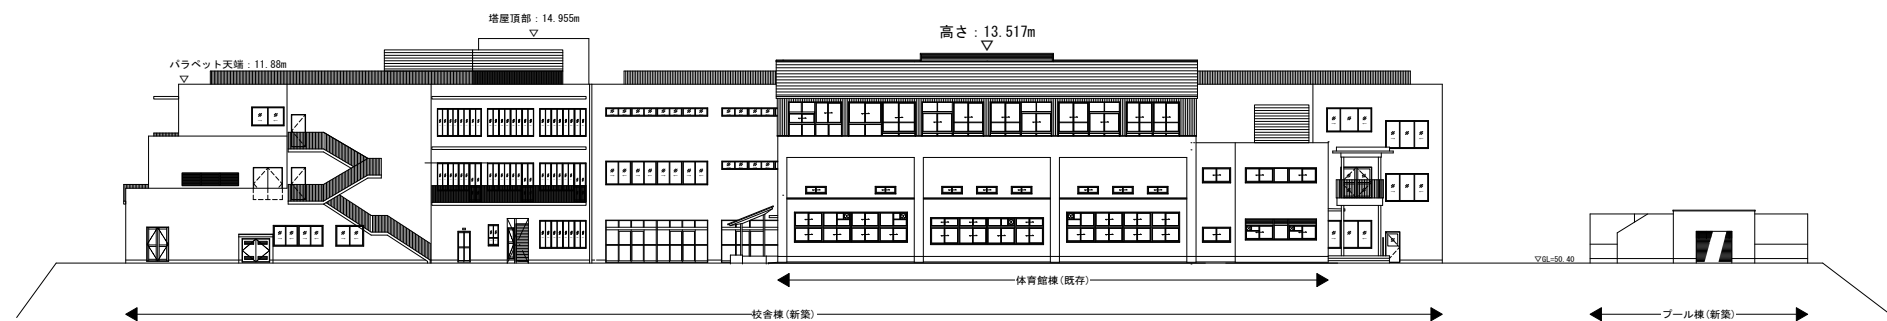 塔屋頂部：14.955m
高さ：13.517m
パラペット天端：11.88m
▽GL=50.40
体育館棟(既存)
校舎棟(新築)
プール棟(新築)